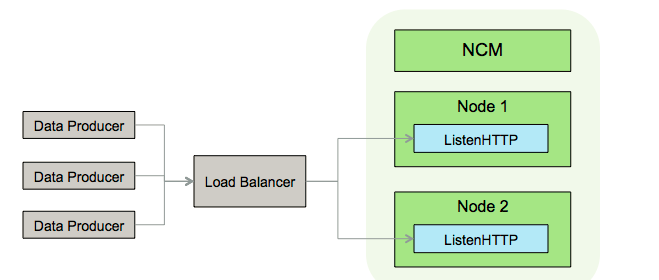 NCM
Node 1
ListenHTTP
Data Producer
Data Producer
Data Producer
Load Balancer
Node 2
ListenHTTP